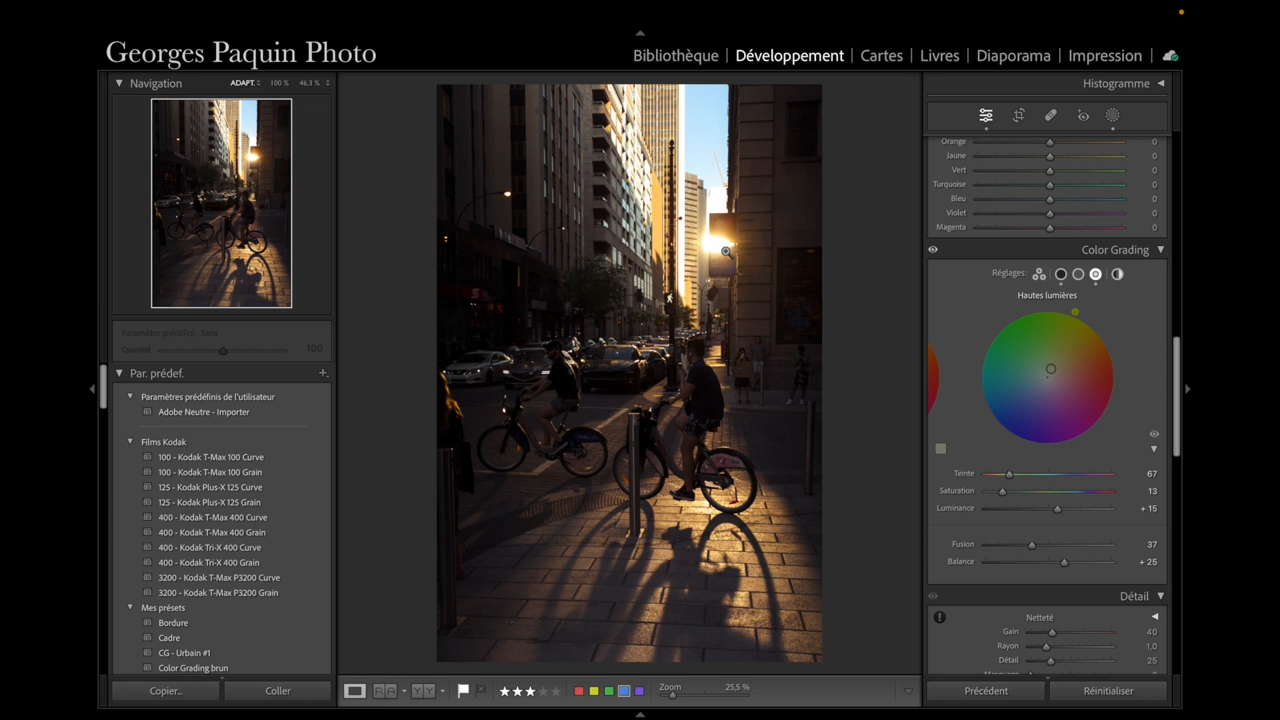 Georges Paquin Photo
Bibliothèque | Développement | Cartes | Livres | Diaporama | Impression |
Navigation ADAPT. 100 % 46,3 %
Paramètre prédéfini : Sans
Quantité 100
Par. prédéf. +
Paramètres prédéfinis de l'utilisateur
Adobe Neutre - Importer
Films Kodak
100 - Kodak T-Max 100 Curve
100 - Kodak T-Max 100 Grain
125 - Kodak Plus-X 125 Curve
125 - Kodak Plus-X 125 Grain
400 - Kodak T-Max 400 Curve
400 - Kodak T-Max 400 Grain
400 - Kodak Tri-X 400 Curve
400 - Kodak Tri-X 400 Grain
3200 - Kodak T-Max P3200 Curve
3200 - Kodak T-Max P3200 Grain
Mes présets
Bordure
Cadre
CG - Urbain #1
Color Grading brun
Copier...
Coller
Zoom 25,5 %
Histogramme
Orange 0
Jaune 0
Vert 0
Turquoise 0
Bleu 0
Violet 0
Magenta 0
Color Grading
Réglages:
Hautes lumières
Teinte 67
Saturation 13
Luminance + 15
Fusion 37
Balance + 25
Détail
Netteté
Gain 40
Rayon 1,0
Détail 25
Précédent
Réinitialiser